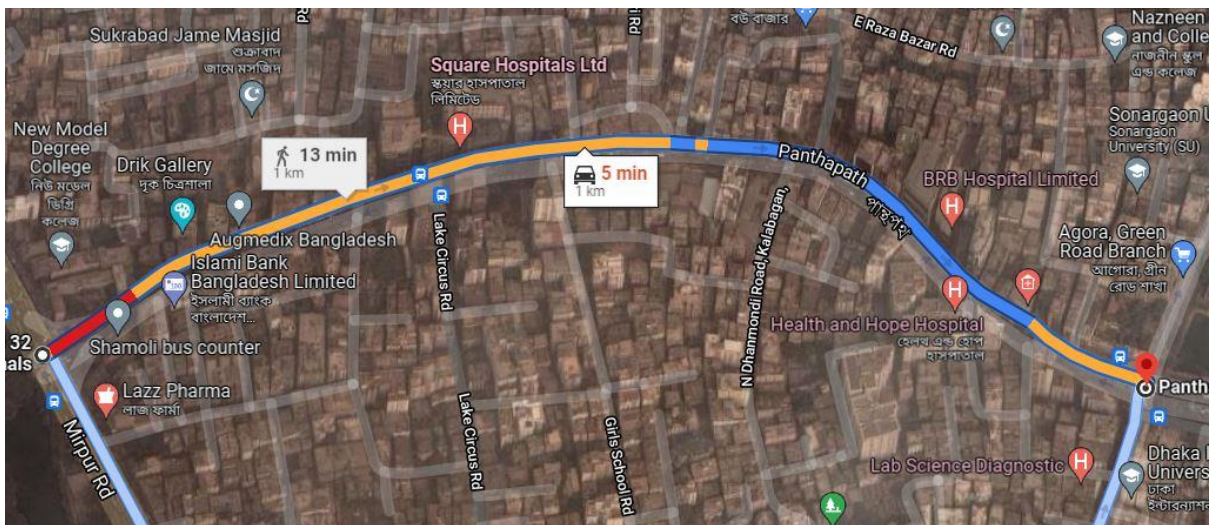 Sukrabad Jame Masjid
শুক্রাবাদ
জামে মসজিদ
Square Hospitals Ltd
স্কয়ার হাসপাতাল
লিমিটেড
বউ বাজার
E Raza Bazar Rd
Nazneen
and Colle
নাজনীন স্কুল
এন্ড কলেজ
New Model
Degree
College
নিউ মডেল
ডিগ্রি
কলেজ
Drik Gallery
দৃক চিত্রশালা
13 min
1 km
5 min
1 km
Panthapath
পান্থপথ
Sonargaon U
Sonargaon
University (SU)
BRB Hospital Limited
Augmedix Bangladesh
Islami Bank
Bangladesh Limited
ইসলামী ব্যাংক
বাংলাদেশ...
Lake Circus Rd
N Dhanmondi Road, Kalabagan,
Agora, Green
Road Branch
আগোরা, গ্রীন
রোড শাখা
32
nals
Shamoli bus counter
Health and Hope Hospital
হেলথ এন্ড হোপ
হাসপাতাল
Lazz Pharma
লাজ ফার্মা
Mirpur Rd
Lake Circus Rd
Girls School Rd
Pantha
Lab Science Diagnostic
Dhaka I
Univers
ঢাকা
ইন্টারন্যাশন